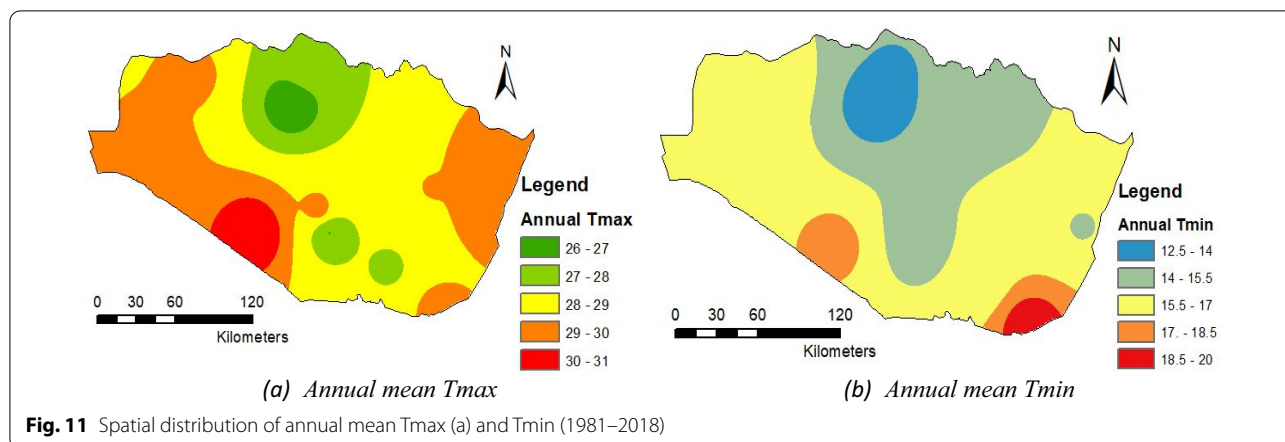 N
Legend
Annual Tmax
26 - 27
27 - 28
28 - 29
29 - 30
30 - 31
0 30 60 120
Kilometers
(a) Annual mean Tmax
N
Legend
Annual Tmin
12.5 - 14
14 - 15.5
15.5 - 17
17. - 18.5
18.5 - 20
0 30 60 120
Kilometers
(b) Annual mean Tmin
Fig. 11 Spatial distribution of annual mean Tmax (a) and Tmin (1981–2018)